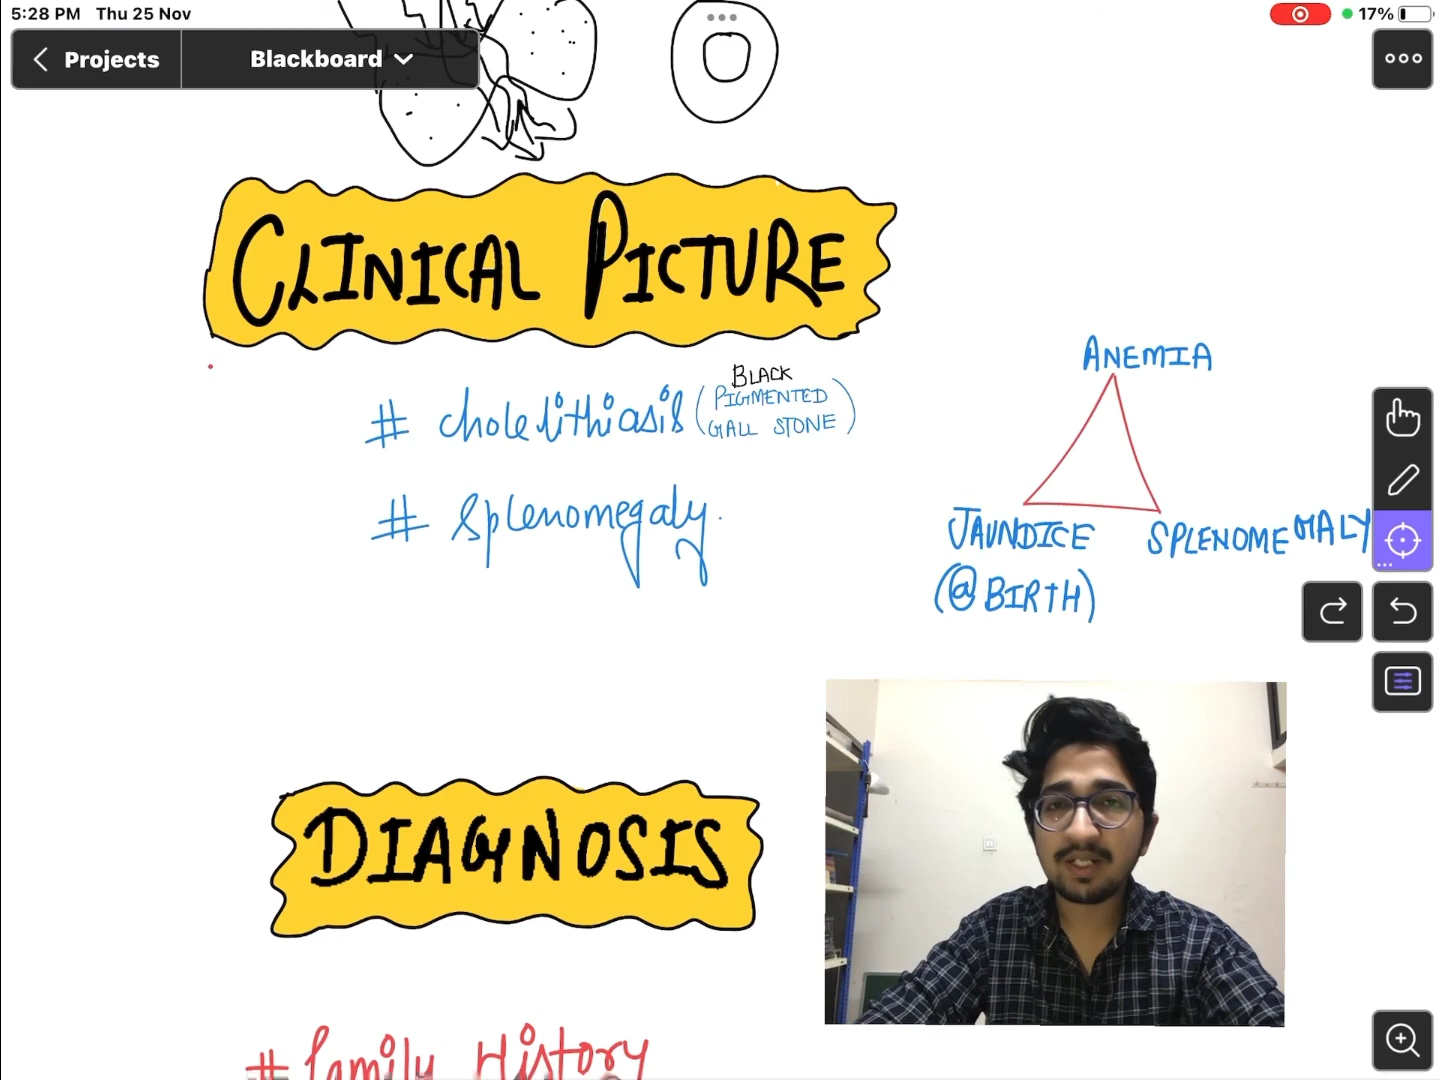 5:28 PM Thu 25 Nov
17%
Projects
Blackboard
CLINICAL PICTURE
ANEMIA
# cholelithiasis (BLACK
PIGMENTED
GALL STONE)
# Splenomegaly.
JAUNDICE
(@ BIRTH)
SPLENOMEGALY
DIAGNOSIS
# Family History